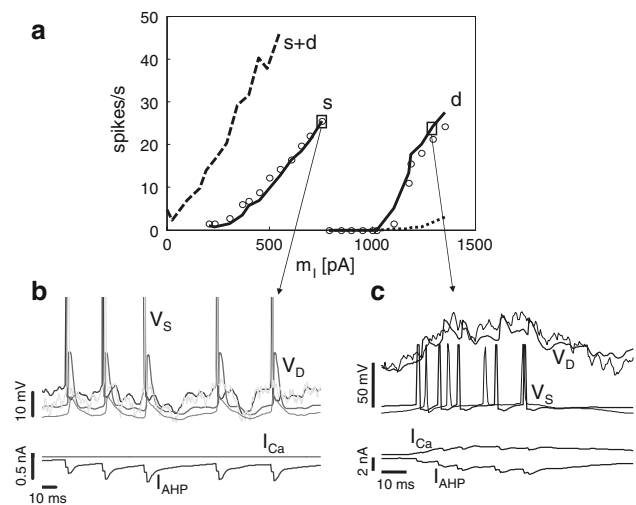 a
50
40
30
20
10
0
spikes/s
s+d
s
d
0
500
1000
1500
m_I [pA]
b
V_S
V_D
10 mV
I_Ca
0.5 nA
I_AHP
10 ms
c
V_D
50 mV
V_S
I_Ca
2 nA
I_AHP
10 ms